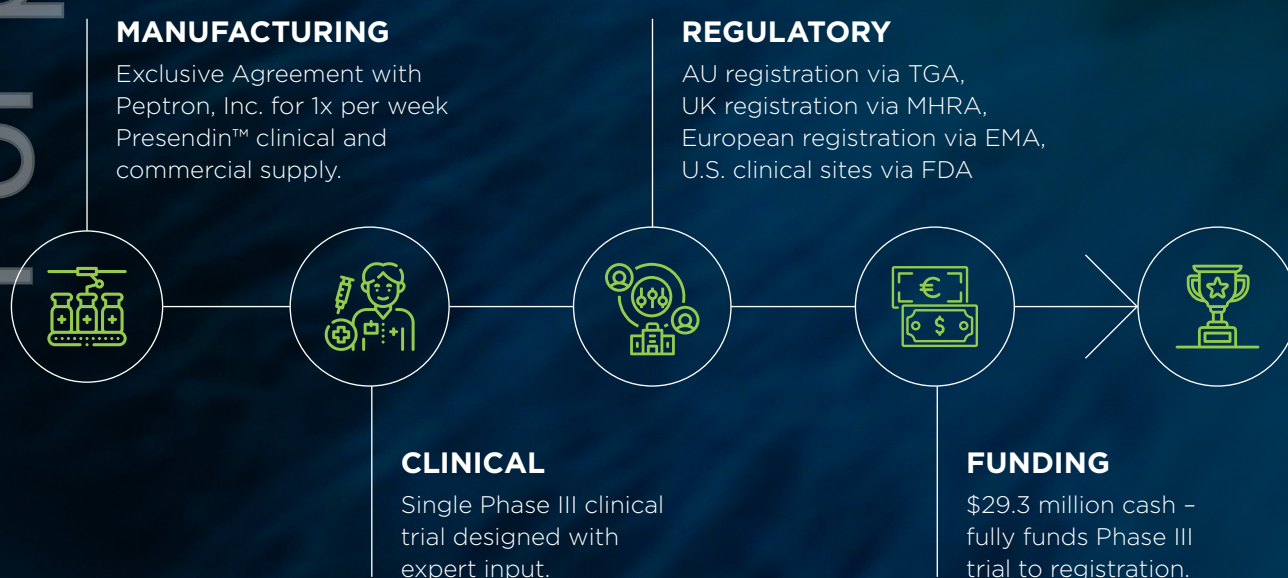 MANUFACTURING
Exclusive Agreement with
Peptron, Inc. for 1x per week
Presendin™ clinical and
commercial supply.
REGULATORY
AU registration via TGA,
UK registration via MHRA,
European registration via EMA,
U.S. clinical sites via FDA
€
$
CLINICAL
Single Phase III clinical
trial designed with
expert input.
FUNDING
$29.3 million cash –
fully funds Phase III
trial to registration.